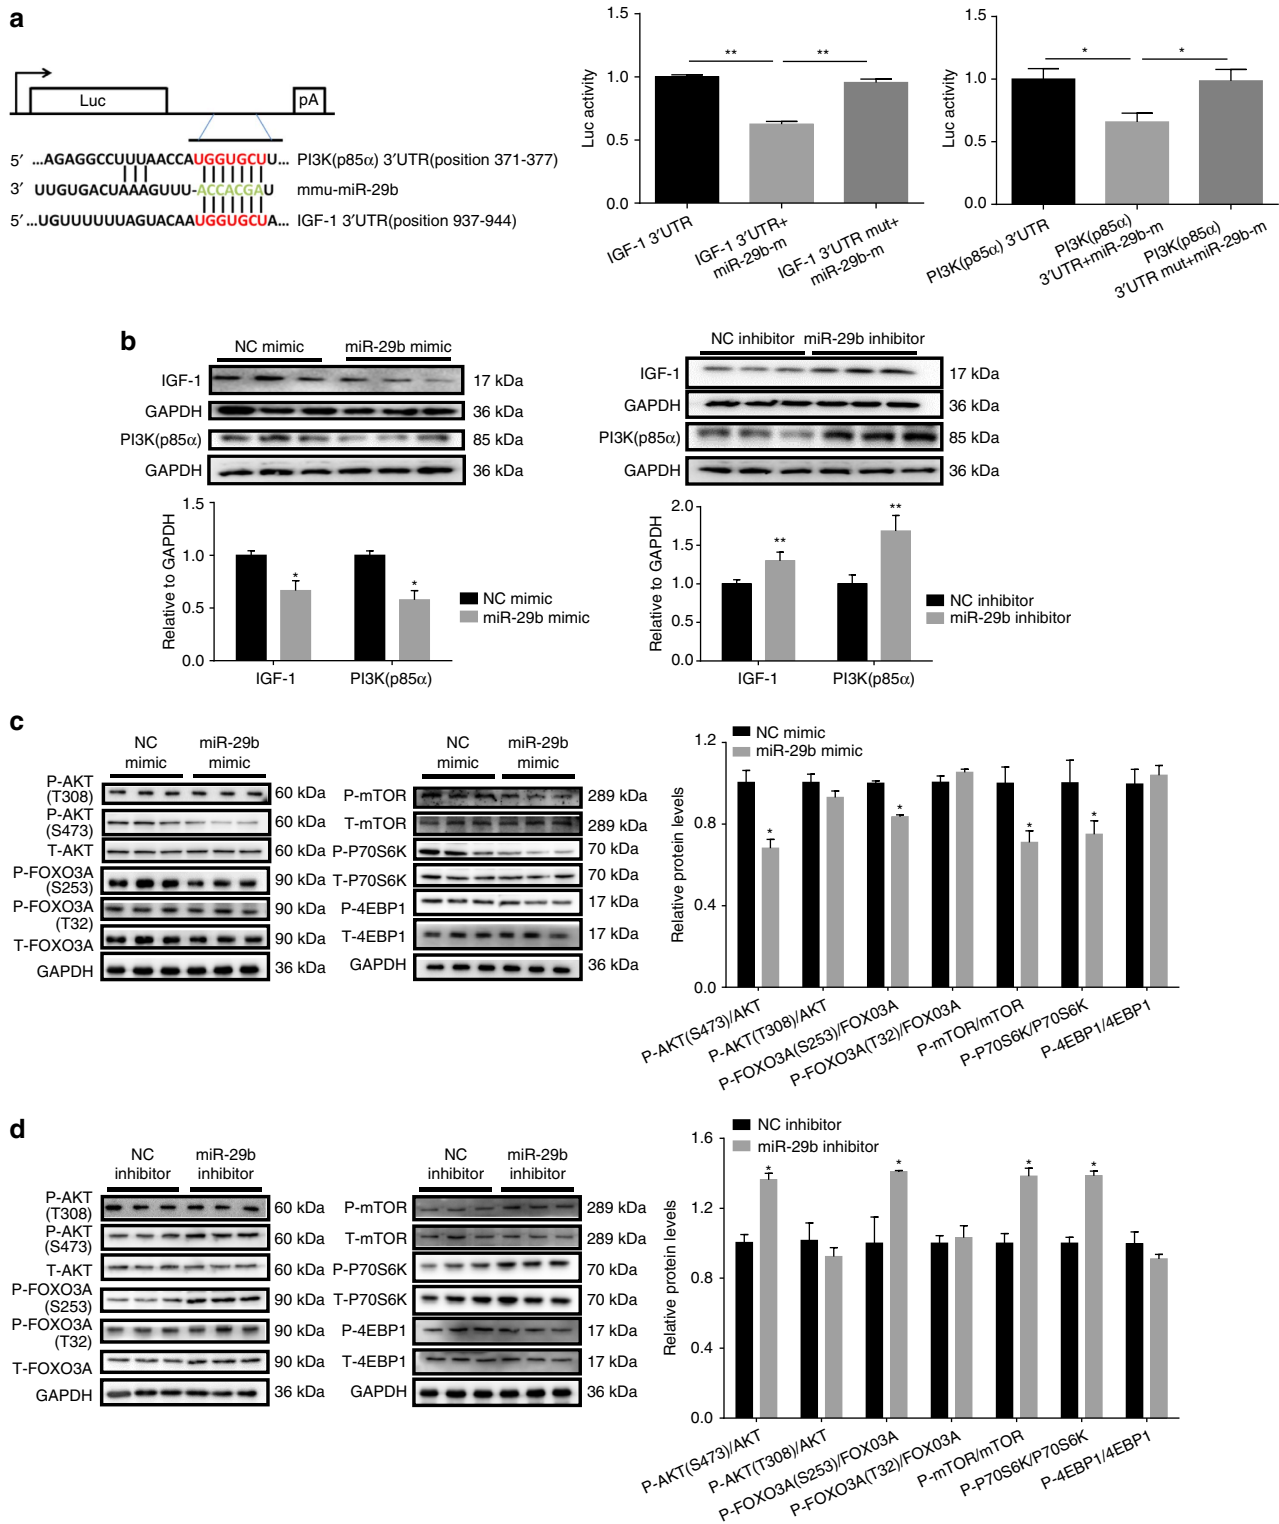 a
Luc
pA
5′ ...AGAGGCCUUUAACCAUGGUGCUU... PI3K(p85α) 3′UTR(position 371-377)
3′ UUGUGACUAAAGUUU-ACCACGAU mmu-miR-29b
5′...UGUUUUUUAGUACAAUGGUGCUA... IGF-1 3′UTR(position 937-944)
Luc activity
1.5
1.0
0.5
0.0
**
**
IGF-1 3′UTR
IGF-1 3′UTR+
miR-29b-m
IGF-1 3′UTR mut+
miR-29b-m
Luc activity
1.5
1.0
0.5
0.0
*
*
PI3K(p85α) 3′UTR
PI3K(p85α)
3′UTR+miR-29b-m
PI3K(p85α)
3′UTR mut+miR-29b-m
b
NC mimic miR-29b mimic
IGF-1 17 kDa
GAPDH 36 kDa
PI3K(p85α) 85 kDa
GAPDH 36 kDa
Relative to GAPDH
1.5
1.0
0.5
0.0
*
*
IGF-1 PI3K(p85α)
NC mimic
miR-29b mimic
NC inhibitor miR-29b inhibitor
IGF-1 17 kDa
GAPDH 36 kDa
PI3K(p85α) 85 kDa
GAPDH 36 kDa
Relative to GAPDH
2.0
1.5
1.0
0.5
0.0
**
**
IGF-1 PI3K(p85α)
NC inhibitor
miR-29b inhibitor
c
NC
mimic
miR-29b
mimic
P-AKT
(T308) 60 kDa
P-AKT
(S473) 60 kDa
T-AKT 60 kDa
P-FOXO3A
(S253) 90 kDa
P-FOXO3A
(T32) 90 kDa
T-FOXO3A 90 kDa
GAPDH 36 kDa
NC
mimic
miR-29b
mimic
P-mTOR 289 kDa
T-mTOR 289 kDa
P-P70S6K 70 kDa
T-P70S6K 70 kDa
P-4EBP1 17 kDa
T-4EBP1 17 kDa
GAPDH 36 kDa
NC mimic
miR-29b mimic
Relative protein levels
1.2
0.8
0.4
0.0
*
*
*
*
P-AKT(S473)/AKT
P-AKT(T308)/AKT
P-FOXO3A(S253)/FOX03A
P-FOXO3A(T32)/FOX03A
P-mTOR/mTOR
P-P70S6K/P70S6K
P-4EBP1/4EBP1
d
NC
inhibitor
miR-29b
inhibitor
P-AKT
(T308) 60 kDa
P-AKT
(S473) 60 kDa
T-AKT 60 kDa
P-FOXO3A
(S253) 90 kDa
P-FOXO3A
(T32) 90 kDa
T-FOXO3A 90 kDa
GAPDH 36 kDa
NC
inhibitor
miR-29b
inhibitor
P-mTOR 289 kDa
T-mTOR 289 kDa
P-P70S6K 70 kDa
T-P70S6K 70 kDa
P-4EBP1 17 kDa
T-4EBP1 17 kDa
GAPDH 36 kDa
NC inhibitor
miR-29b inhibitor
Relative protein levels
1.6
1.2
0.8
0.4
0.0
*
*
*
*
P-AKT(S473)/AKT
P-AKT(T308)/AKT
P-FOXO3A(S253)/FOX03A
P-FOXO3A(T32)/FOX03A
P-mTOR/mTOR
P-P70S6K/P70S6K
P-4EBP1/4EBP1